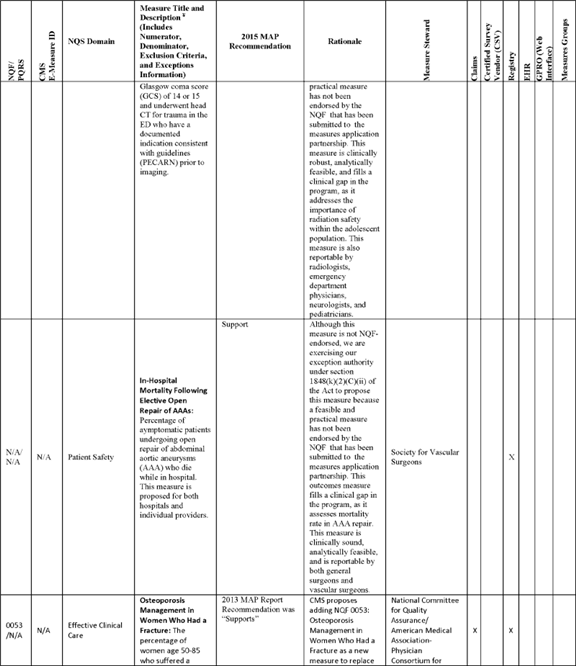 NQF/
PQRS
CMS
E-Measure ID
NQS Domain
Measure Title and
Description ¥
(Includes
Numerator,
Denominator,
Exclusion Criteria,
and Exceptions
Information)
2015 MAP
Recommendation
Rationale
Measure Steward
Claims
Certified Survey
Vendor (CSV)
Registry
EHR
GPRO (Web
Interface)
Measures Groups
Glasgow coma score
(GCS) of 14 or 15
and underwent head
CT for trauma in the
ED who have a
documented
indication consistent
with guidelines
(PECARN) prior to
imaging.
practical measure
has not been
endorsed by the
NQF that has been
submitted to the
measures application
partnership. This
measure is clinically
robust, analytically
feasible, and fills a
clinical gap in the
program, as it
addresses the
importance of
radiation safety
within the adolescent
population. This
measure is also
reportable by
radiologists,
emergency
department
physicians,
neurologists, and
pediatricians.
N/A/
N/A
N/A
Patient Safety
In-Hospital
Mortality Following
Elective Open
Repair of AAAs:
Percentage of
aymptomatic patients
undergoing open
repair of abdominal
aortic aneurysms
(AAA) who die
while in hospital.
This measure is
proposed for both
hospitals and
individual providers.
Support
Although this
measure is not NQF-
endorsed, we are
exercising our
exception authority
under section
1848(k)(2)(C)(ii) of
the Act to propose
this measure because
a feasible and
practical measure
has not been
endorsed by the
NQF that has been
submitted to the
measures application
partnership. This
outcomes measure
fills a clinical gap in
the program, as it
assesses mortality
rate in AAA repair.
This measure is
clinically sound,
analytically feasible,
and is reportable by
both general
surgeons and
vascular surgeons.
Society for Vascular
Surgeons
X
0053
/N/A
N/A
Effective Clinical
Care
Osteoporosis
Management in
Women Who Had a
Fracture: The
percentage of
women age 50-85
who suffered a
2013 MAP Report
Recommendation was
"Supports"
CMS proposes
adding NQF 0053:
Osteoporosis
Management in
Women Who Had a
Fracture as a new
measure to replace
National Committee
for Quality
Assurance/
American Medical
Association-
Physician
Consortium for
X
X